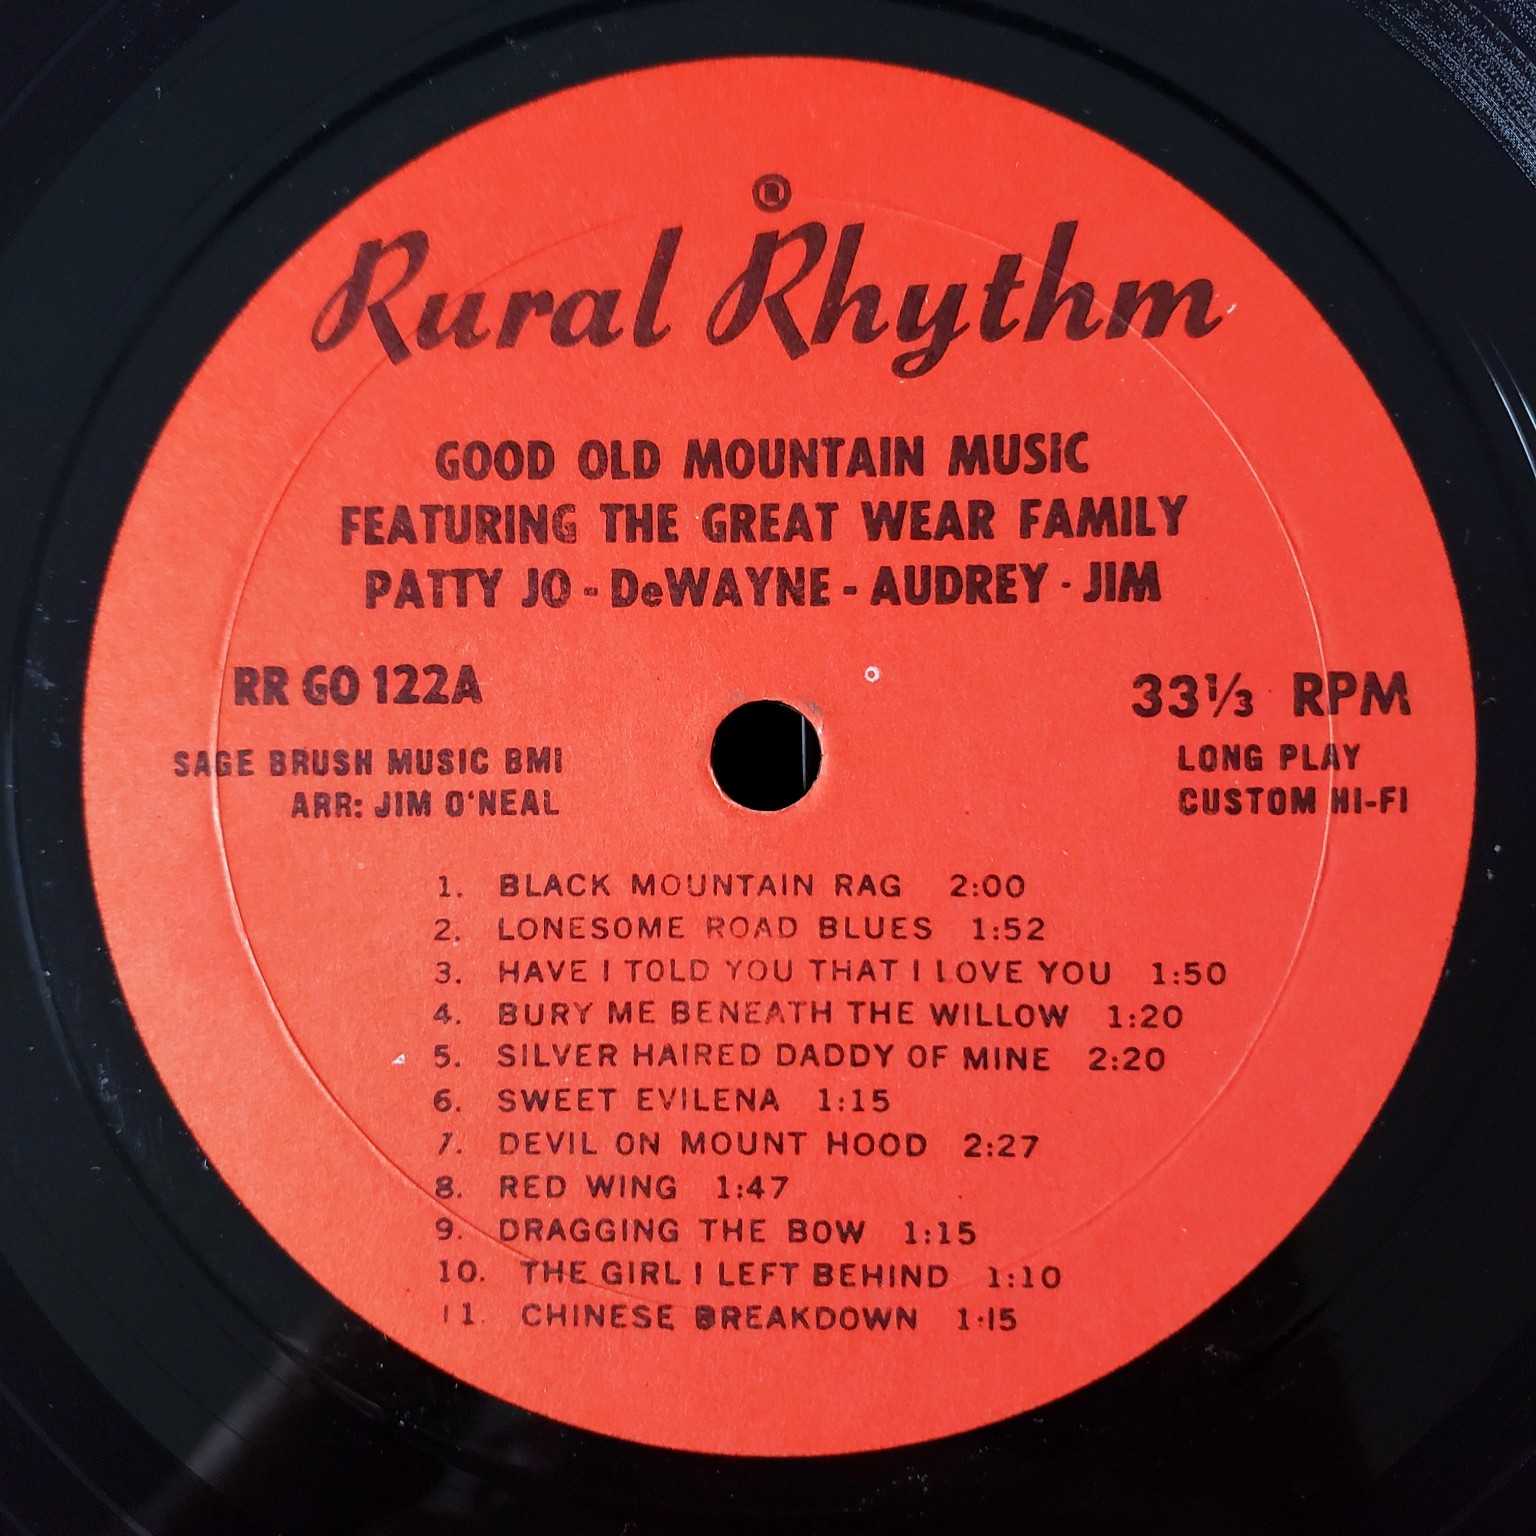 ®
Rural Rhythm
GOOD OLD MOUNTAIN MUSIC
FEATURING THE GREAT WEAR FAMILY
PATTY JO - DeWAYNE - AUDREY - JIM
RR GO 122A
33⅓ RPM
SAGE BRUSH MUSIC BMI
ARR: JIM O'NEAL
LONG PLAY
CUSTOM HI-FI
1. BLACK MOUNTAIN RAG 2:00
2. LONESOME ROAD BLUES 1:52
3. HAVE I TOLD YOU THAT I LOVE YOU 1:50
4. BURY ME BENEATH THE WILLOW 1:20
5. SILVER HAIRED DADDY OF MINE 2:20
6. SWEET EVILENA 1:15
7. DEVIL ON MOUNT HOOD 2:27
8. RED WING 1:47
9. DRAGGING THE BOW 1:15
10. THE GIRL I LEFT BEHIND 1:10
11. CHINESE BREAKDOWN 1:15